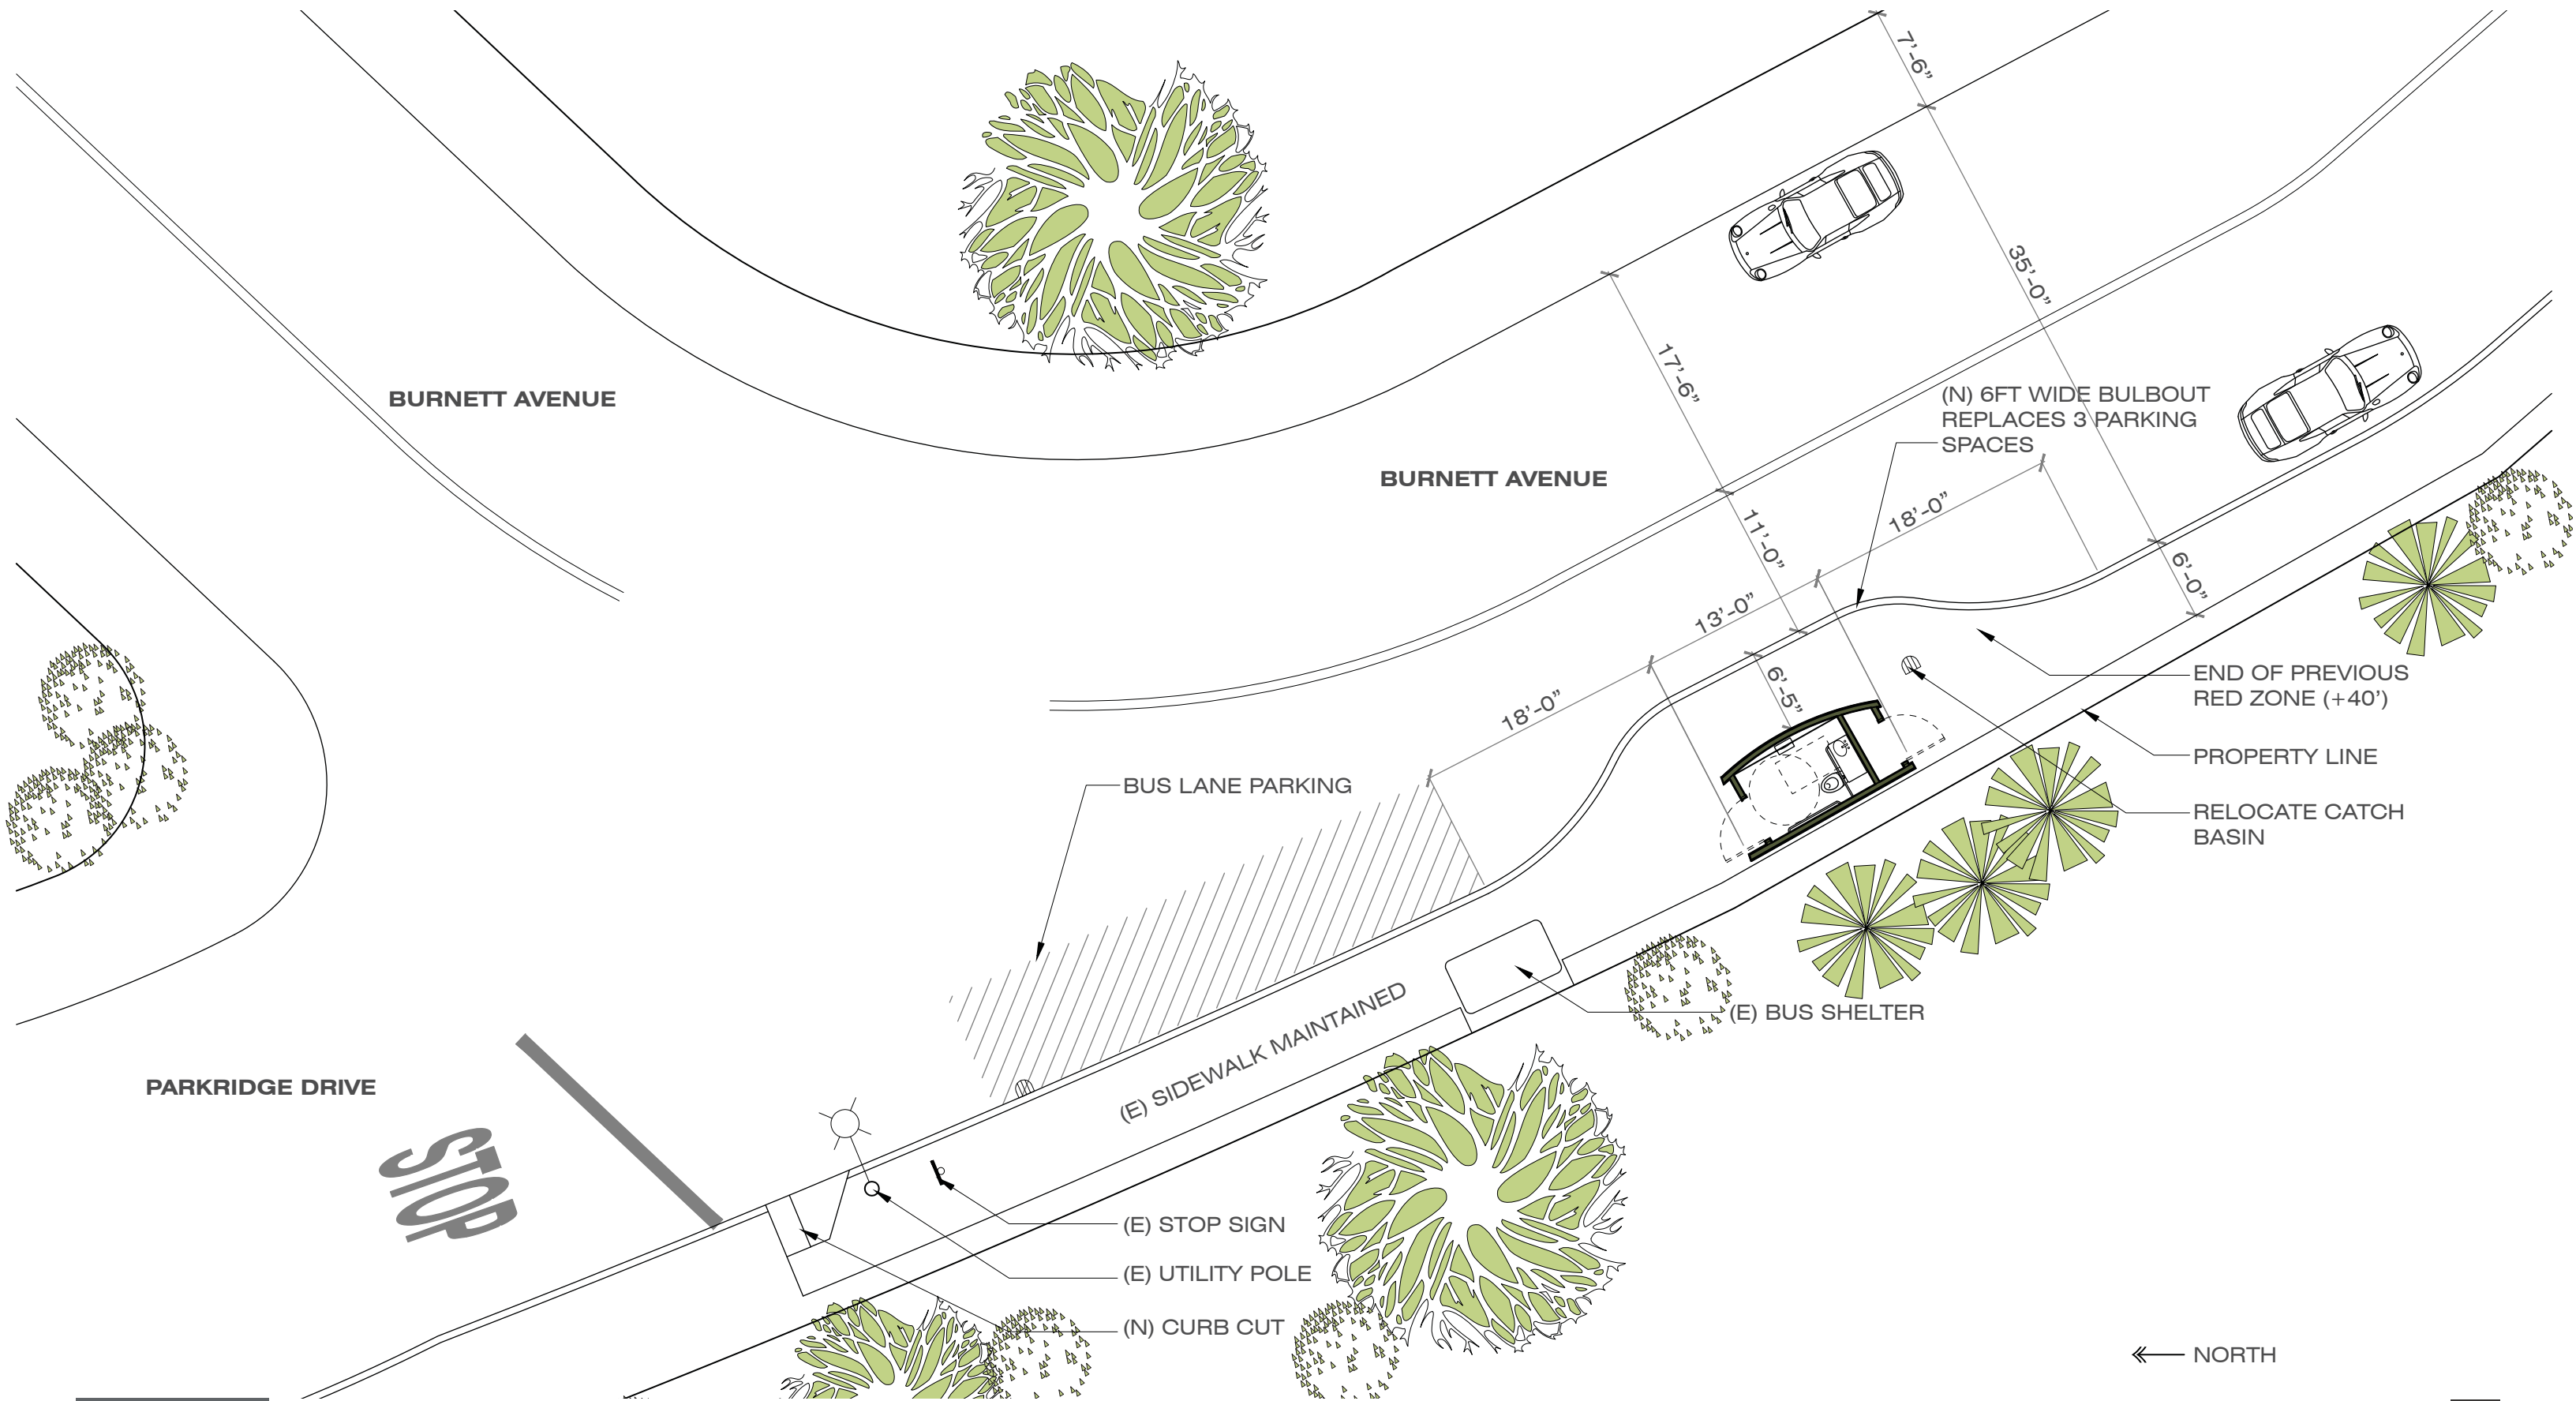 7'-6”
35'-0”
BURNETT AVENUE
17'-6”
(N) 6FT WIDE BULBOUT
REPLACES 3 PARKING
SPACES
BURNETT AVENUE
18'-0”
11'-0”
6'-0”
13'-0”
6'-5”
18'-0”
END OF PREVIOUS
RED ZONE (+40')
PROPERTY LINE
BUS LANE PARKING
RELOCATE CATCH
BASIN
(E) BUS SHELTER
(E) SIDEWALK MAINTAINED
PARKRIDGE DRIVE
STOP
(E) STOP SIGN
(E) UTILITY POLE
(N) CURB CUT
NORTH